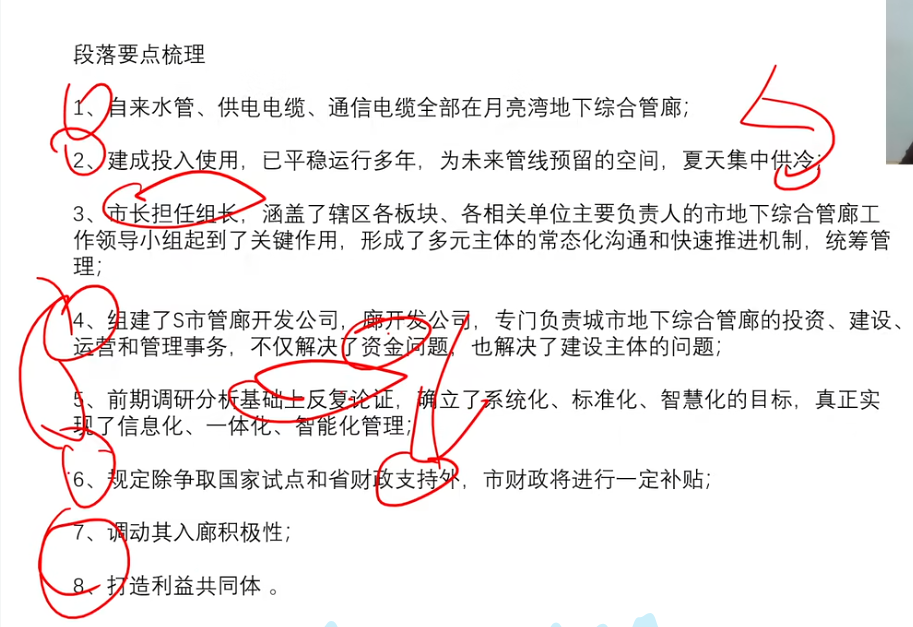 段落要点梳理
1、自来水管、供电电缆、通信电缆全部在月亮湾地下综合管廊；
2、建成投入使用，已平稳运行多年，为未来管线预留的空间，夏天集中供冷；
3、市长担任组长，涵盖了辖区各板块、各相关单位主要负责人的市地下综合管廊工
作领导小组起到了关键作用，形成了多元主体的常态化沟通和快速推进机制，统筹管
理；
4、组建了S市管廊开发公司，廊开发公司，专门负责城市地下综合管廊的投资、建设、
运营和管理事务，不仅解决了资金问题，也解决了建设主体的问题；
5、前期调研分析基础上反复论证，确立了系统化、标准化、智慧化的目标，真正实
现了信息化、一体化、智能化管理；
6、规定除争取国家试点和省财政支持外，市财政将进行一定补贴；
7、调动其入廊积极性；
8、打造利益共同体 。